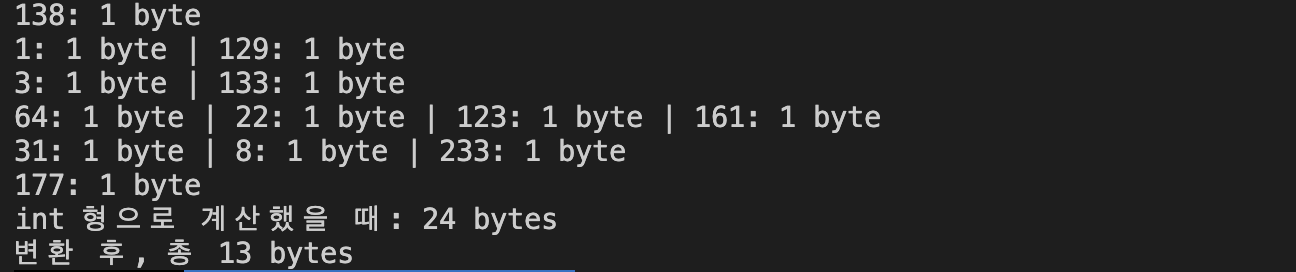 138: 1 byte
1: 1 byte | 129: 1 byte
3: 1 byte | 133: 1 byte
64: 1 byte | 22: 1 byte | 123: 1 byte | 161: 1 byte
31: 1 byte | 8: 1 byte | 233: 1 byte
177: 1 byte
int 형으로 계산했을 때: 24 bytes
변환 후, 총 13 bytes